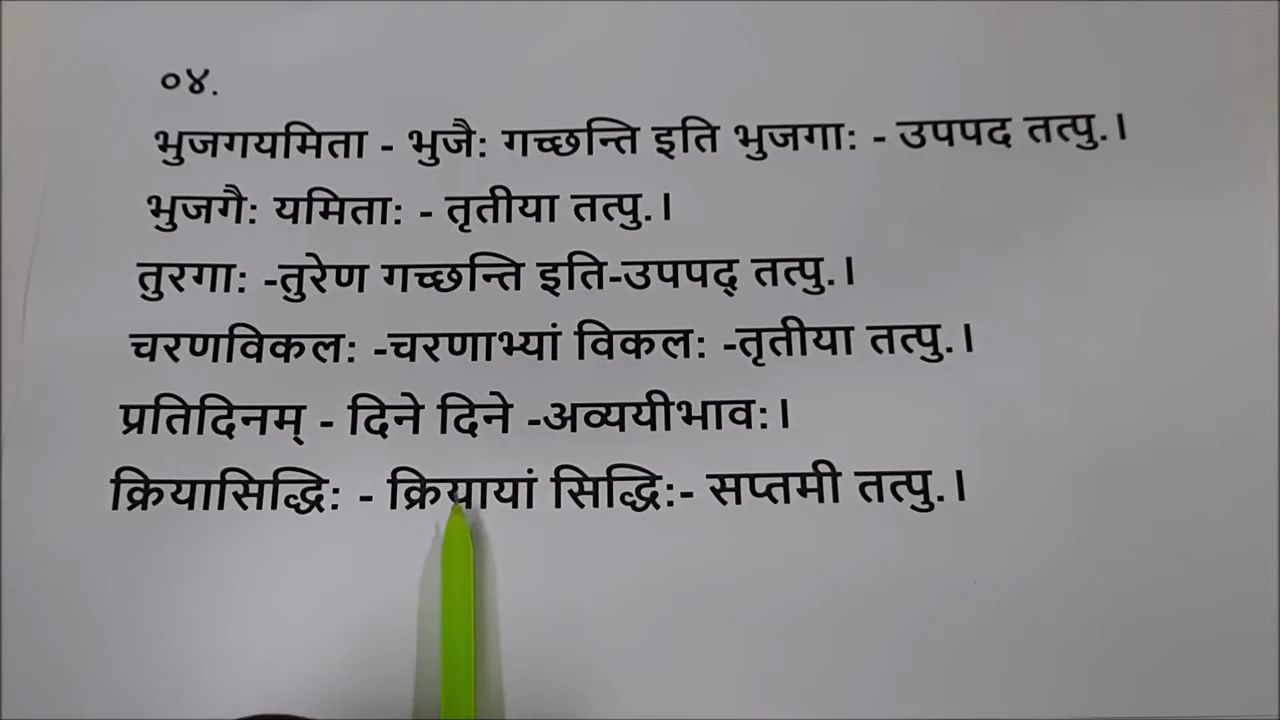 ०४.
भुजगयमिता - भुजै: गच्छन्ति इति भुजगा: - उपपद तत्पु.।
भुजगै: यमिता: - तृतीया तत्पु.।
तुरगा: -तुरेण गच्छन्ति इति-उपपद् तत्पु.।
चरणविकल: -चरणाभ्यां विकल: -तृतीया तत्पु.।
प्रतिदिनम् - दिने दिने -अव्ययीभाव:।
क्रियासिद्धि: - क्रियायां सिद्धि:- सप्तमी तत्पु.।